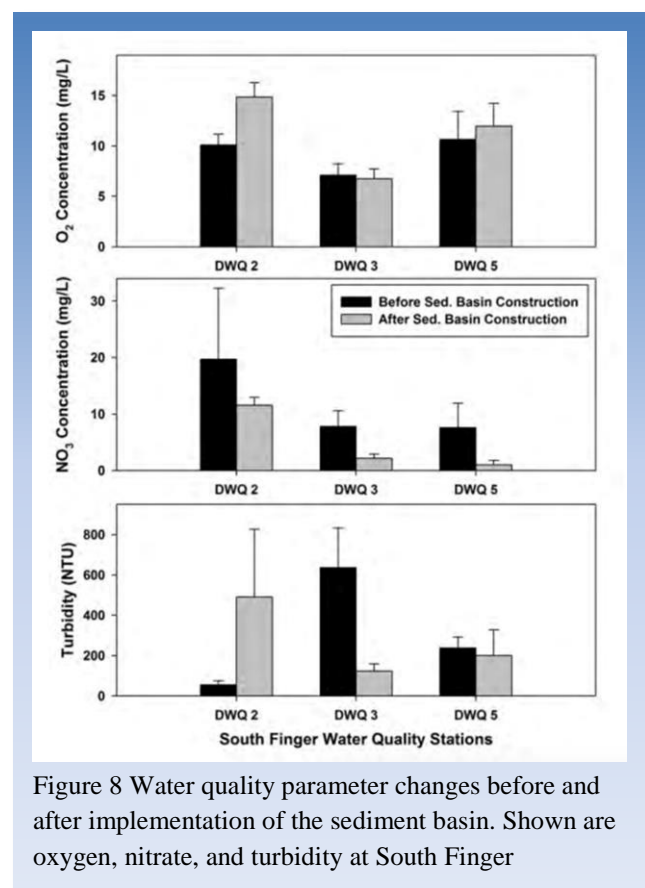 O2 Concentration (mg/L)
15
10
5
0
DWQ 2 DWQ 3 DWQ 5
NO3 Concentration (mg/L)
30
20
10
0
Before Sed. Basin Construction
After Sed. Basin Construction
DWQ 2 DWQ 3 DWQ 5
Turbidity (NTU)
800
600
400
200
0
DWQ 2 DWQ 3 DWQ 5
South Finger Water Quality Stations
Figure 8 Water quality parameter changes before and
after implementation of the sediment basin. Shown are
oxygen, nitrate, and turbidity at South Finger